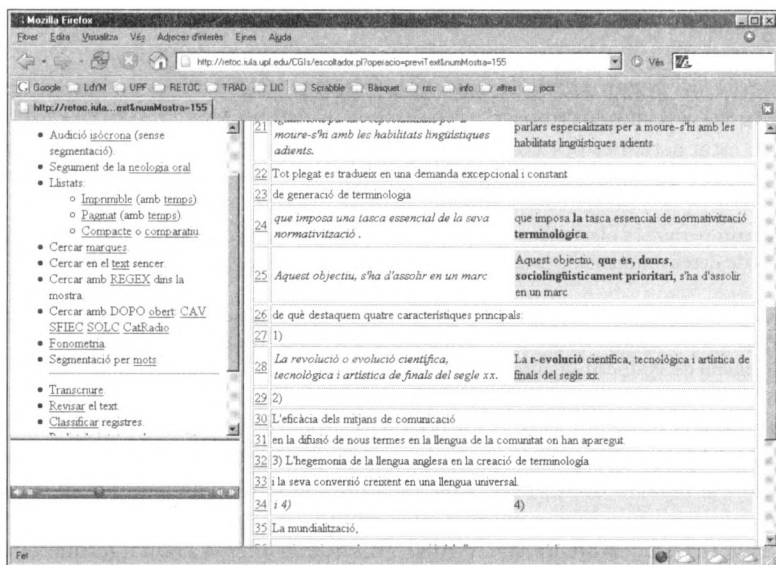 Mozilla Firefox
Fitxer Edita Visualitza Vés Adreces d'interès Eines Ajuda
http://retoc.iula.upf.edu/CGIs/escoltador.pl?operacio=previText&numMostra=155 Vés
Google LdYM UPF RETOC TRAD LIC Scrabble Bàsquet rric info altres jocs
http://retoc.iula. ...ext&numMostra=155
Audició isòcrona (sense
segmentació).
Seguiment de la neologia oral
Llistats:
Imprimible (amb temps).
Paginat (amb temps).
Compacte o comparatiu.
Cercar marques.
Cercar en el text sencer.
Cercar amb REGEX dins la
mostra.
Cercar amb DOPO obert: CAV
SFIEC SOLC CatRadio
Fonometria.
Segmentació per mots.
Transcriure.
Revisar el text.
Classificar registres.
21 moure-s'hi amb les habilitats lingüístiques
adients.
parlars especialitzats per a moure-s'hi amb les
habilitats lingüístiques adients.
22 Tot plegat es tradueix en una demanda excepcional i constant
23 de generació de terminologia
24 que imposa una tasca essencial de la seva
normativització .
que imposa la tasca essencial de normativització
terminològica.
25 Aquest objectiu, s'ha d'assolir en un marc
Aquest objectiu, que es, doncs,
sociolingüísticament prioritari, s'ha d'assolir
en un marc
26 de què destaquem quatre característiques principals:
27 1)
28 La revolució o evolució científica,
tecnològica i artística de finals del segle xx.
La r-evolució científica, tecnològica i artística de
finals del segle xx.
29 2)
30 L'eficàcia dels mitjans de comunicació
31 en la difusió de nous termes en la llengua de la comunitat on han aparegut.
32 3) L'hegemonia de la llengua anglesa en la creació de terminologia
33 i la seva conversió creixent en una llengua universal.
34 i 4)
4)
35 La mundialització,
Fet